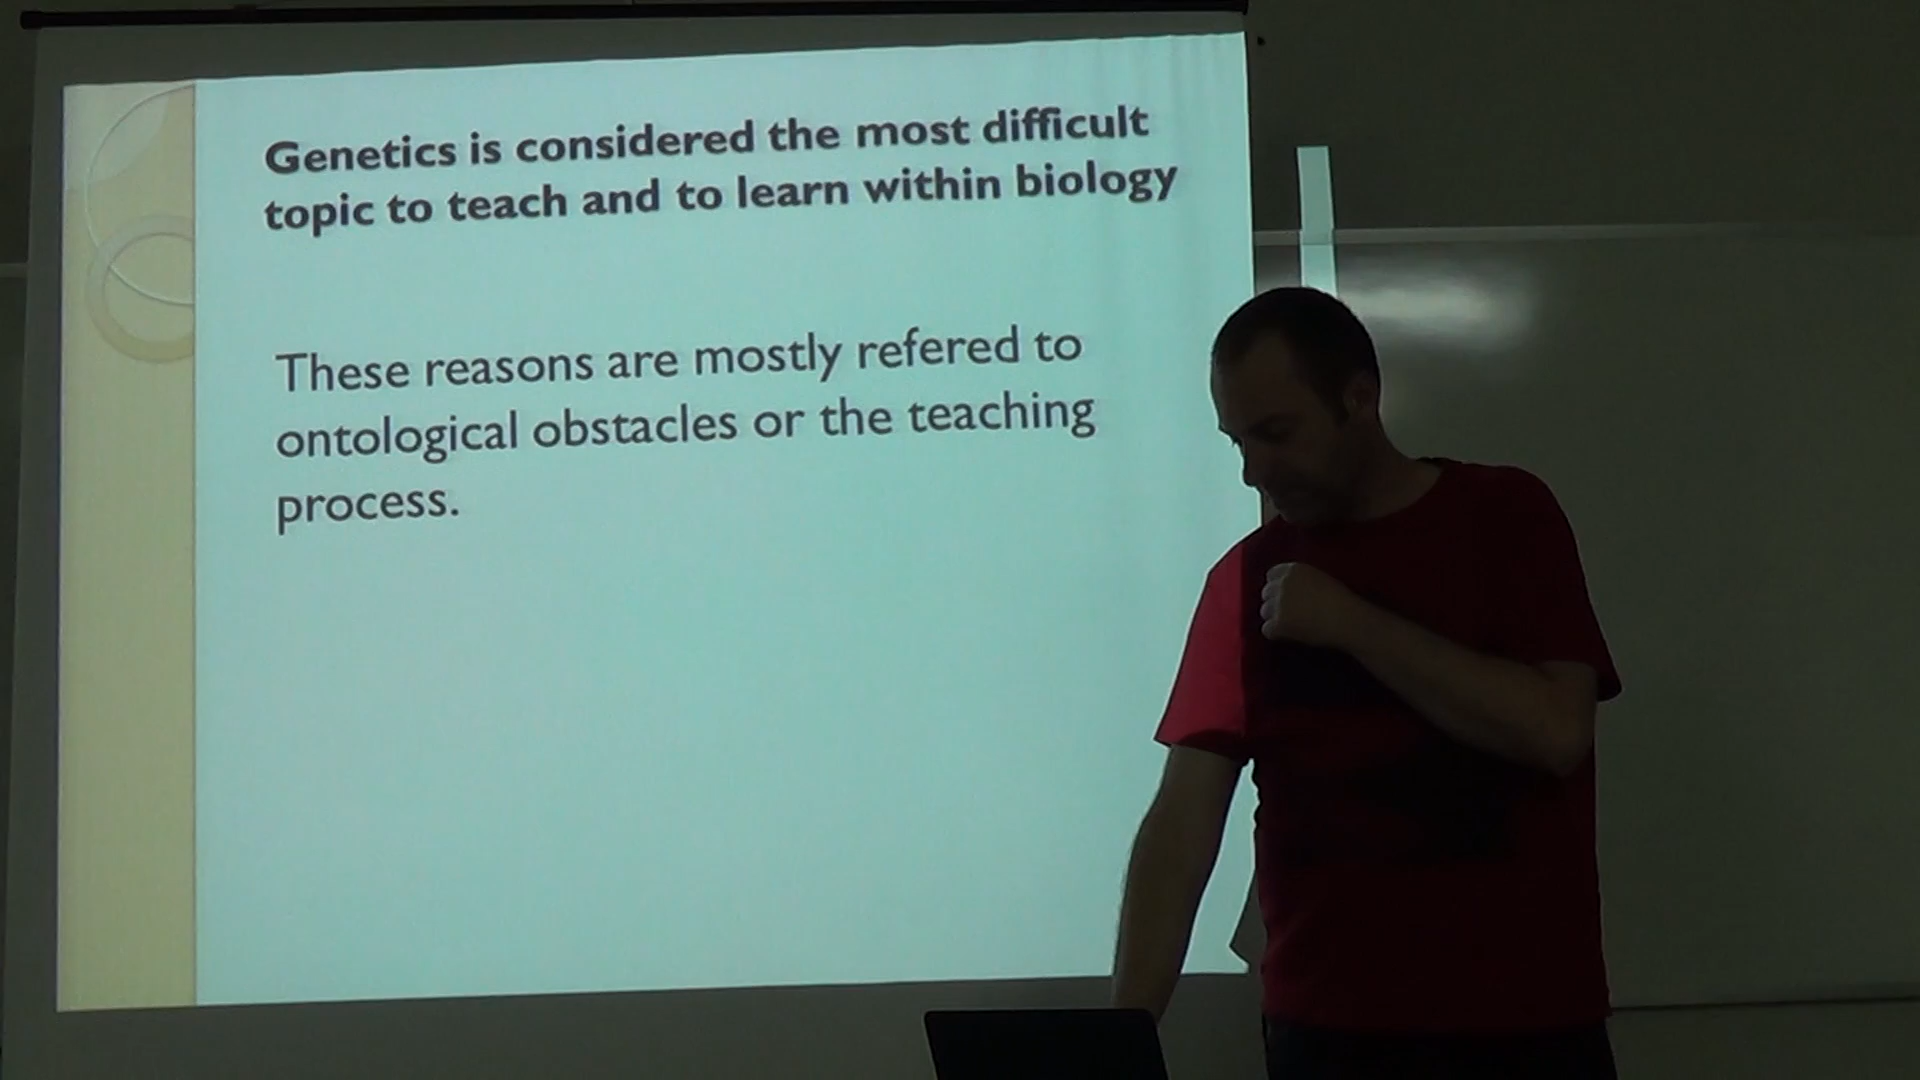 Genetics is considered the most difficult
topic to teach and to learn within biology
These reasons are mostly refered to
ontological obstacles or the teaching
process.